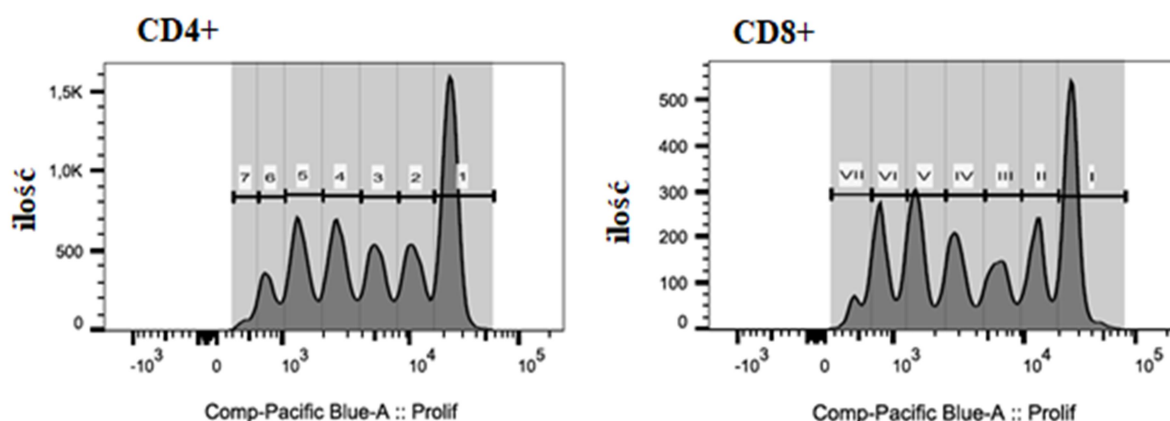 CD4+
ilość
1,5K
1,0K
500
0
7 6 5 4 3 2 1
-10³ 0 10³ 10⁴ 10⁵
Comp-Pacific Blue-A :: Prolif
CD8+
ilość
500
400
300
200
100
0
VII VI V IV III II I
-10³ 0 10³ 10⁴ 10⁵
Comp-Pacific Blue-A :: Prolif